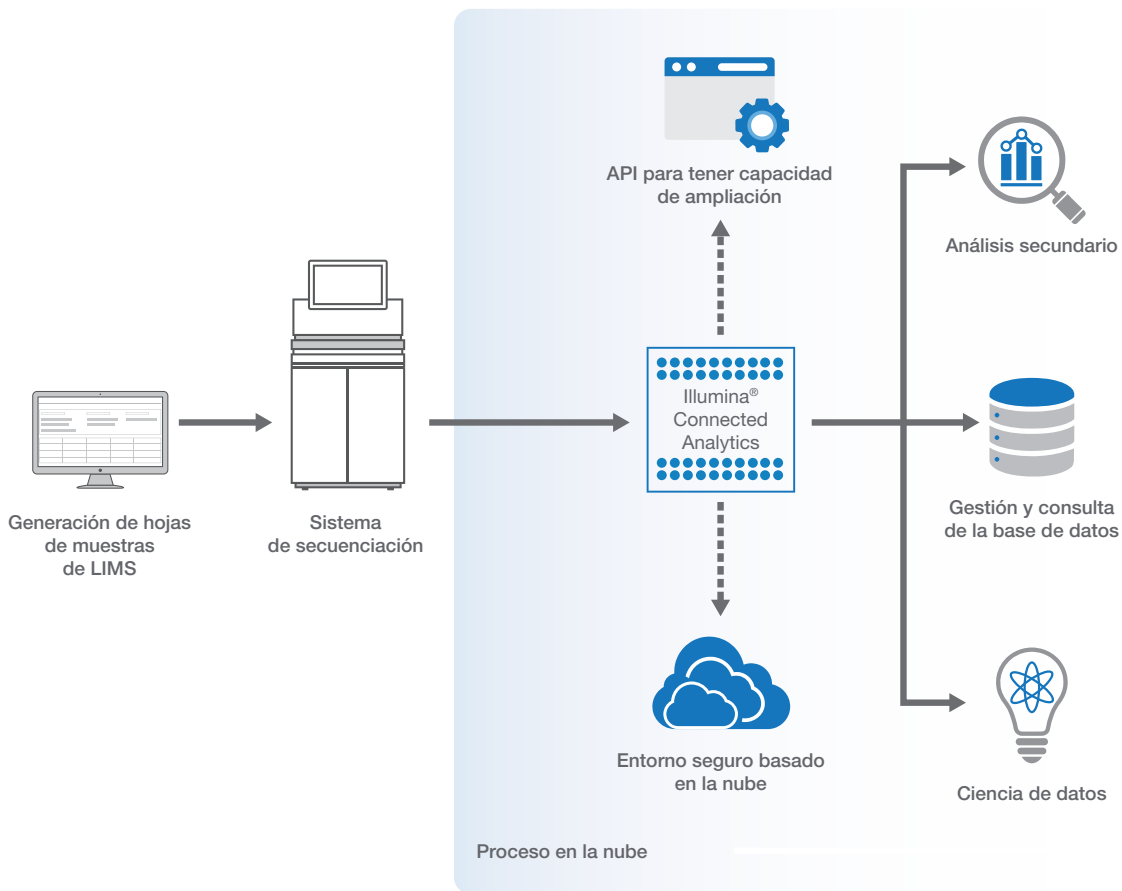 API para tener capacidad
de ampliación
Análisis secundario
Illumina®
Connected
Analytics
Generación de hojas
de muestras
de LIMS
Sistema
de secuenciación
Gestión y consulta
de la base de datos
Entorno seguro basado
en la nube
Ciencia de datos
Proceso en la nube